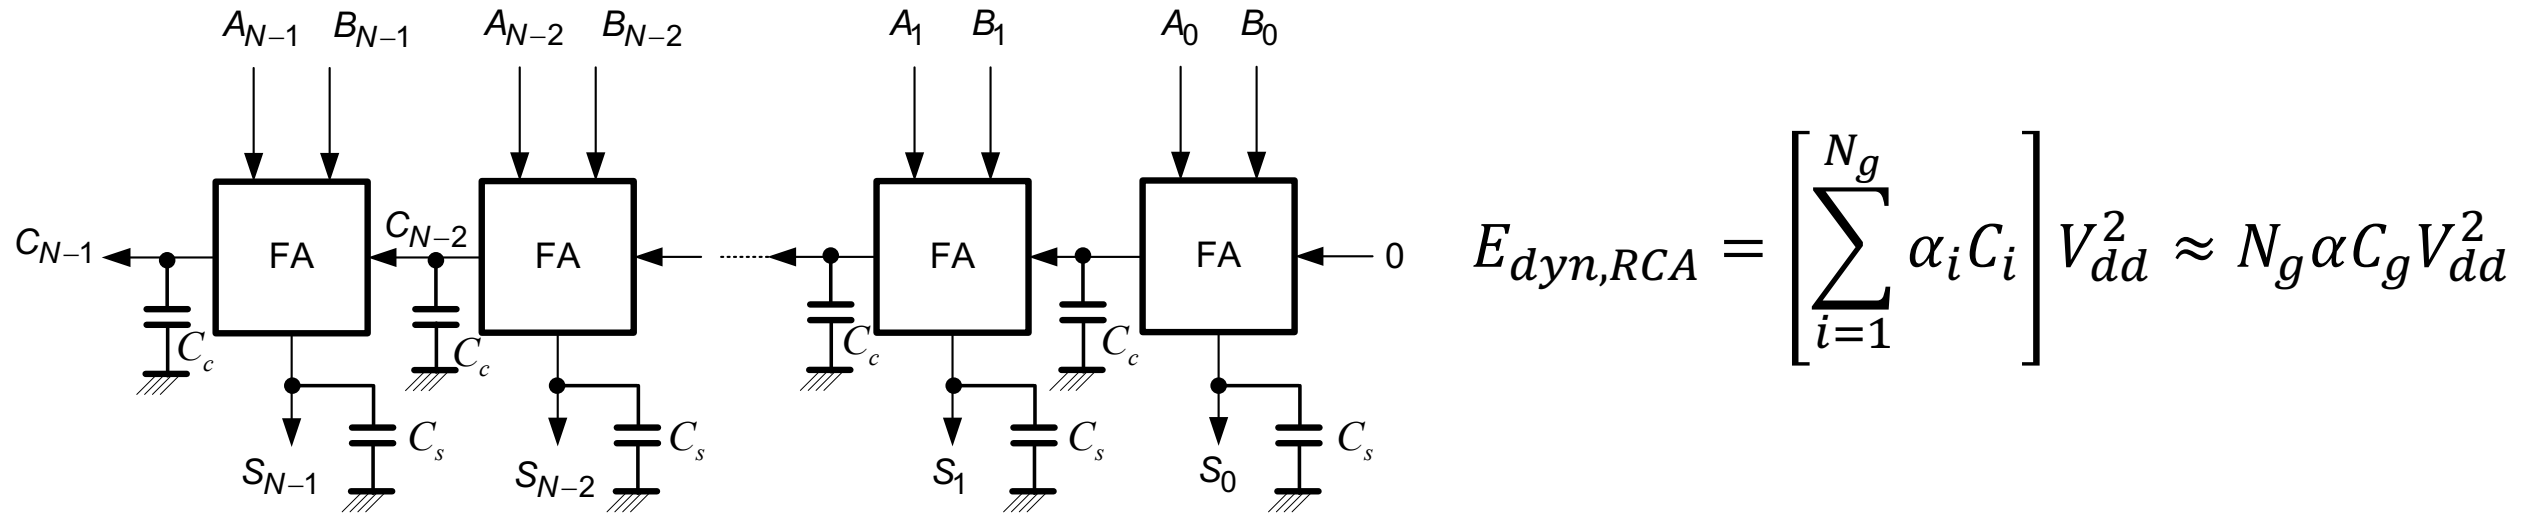 A_{N−1} B_{N−1} A_{N−2} B_{N−2} A_1 B_1 A_0 B_0
C_{N−1} FA C_{N−2} FA FA FA 0
C_c C_c C_c C_c
C_s C_s C_s C_s
S_{N−1} S_{N−2} S_1 S_0
E_{dyn,RCA} = [∑_{i=1}^{N_g} α_i C_i] V_{dd}^2 ≈ N_g α C_g V_{dd}^2